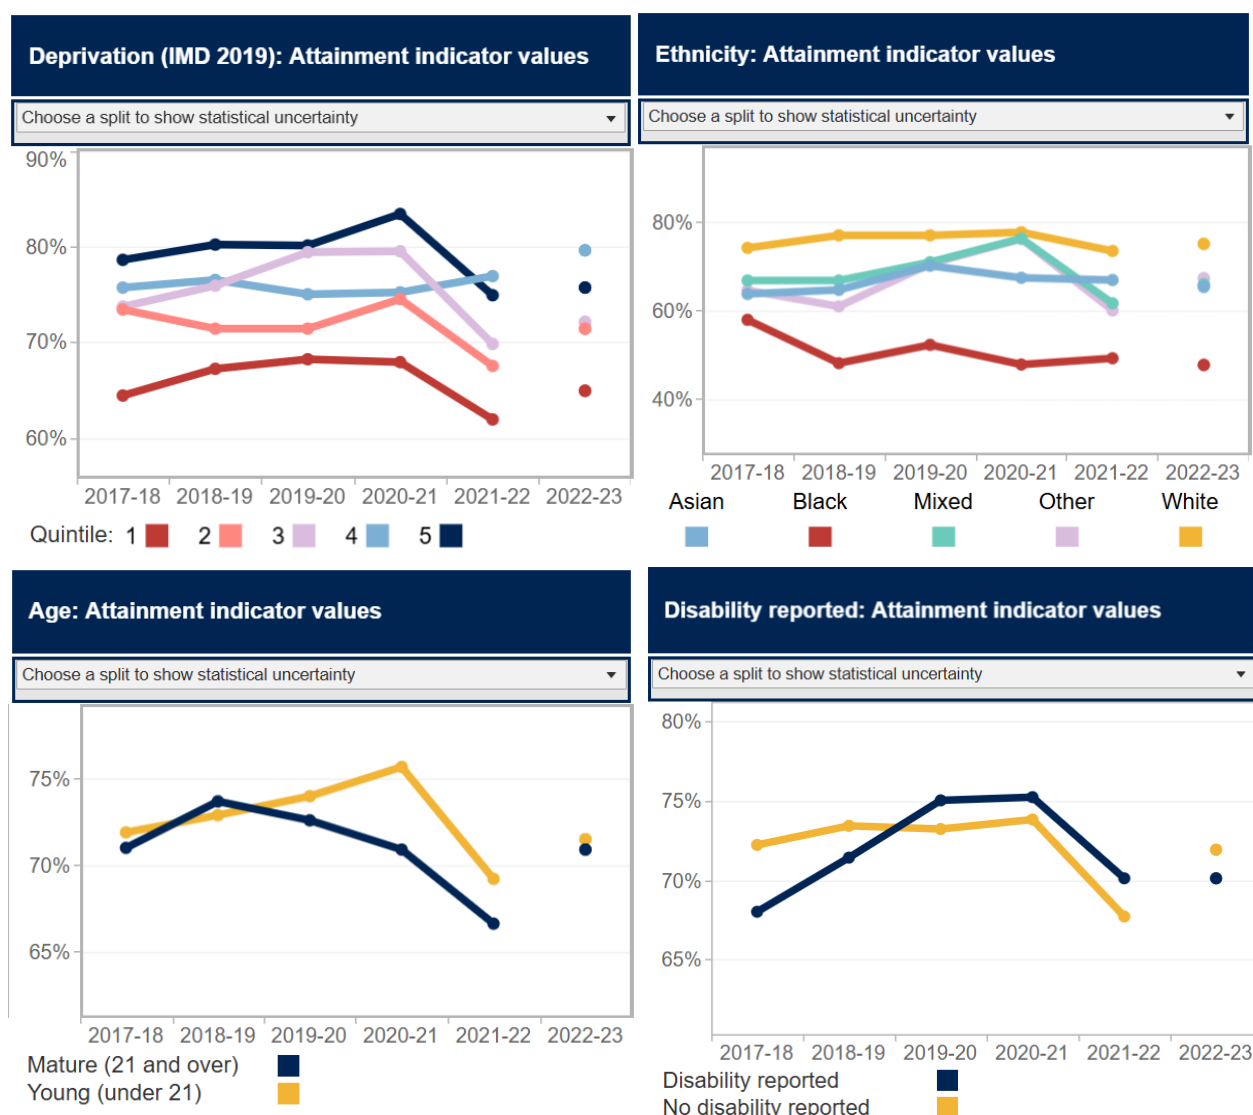 Deprivation (IMD 2019): Attainment indicator values
Choose a split to show statistical uncertainty
90%
80%
70%
60%
2017-18 2018-19 2019-20 2020-21 2021-22 2022-23
Quintile: 1 2 3 4 5
Ethnicity: Attainment indicator values
Choose a split to show statistical uncertainty
80%
60%
40%
2017-18 2018-19 2019-20 2020-21 2021-22 2022-23
Asian Black Mixed Other White
Age: Attainment indicator values
Choose a split to show statistical uncertainty
75%
70%
65%
2017-18 2018-19 2019-20 2020-21 2021-22 2022-23
Mature (21 and over)
Young (under 21)
Disability reported: Attainment indicator values
Choose a split to show statistical uncertainty
80%
75%
70%
65%
2017-18 2018-19 2019-20 2020-21 2021-22 2022-23
Disability reported
No disability reported